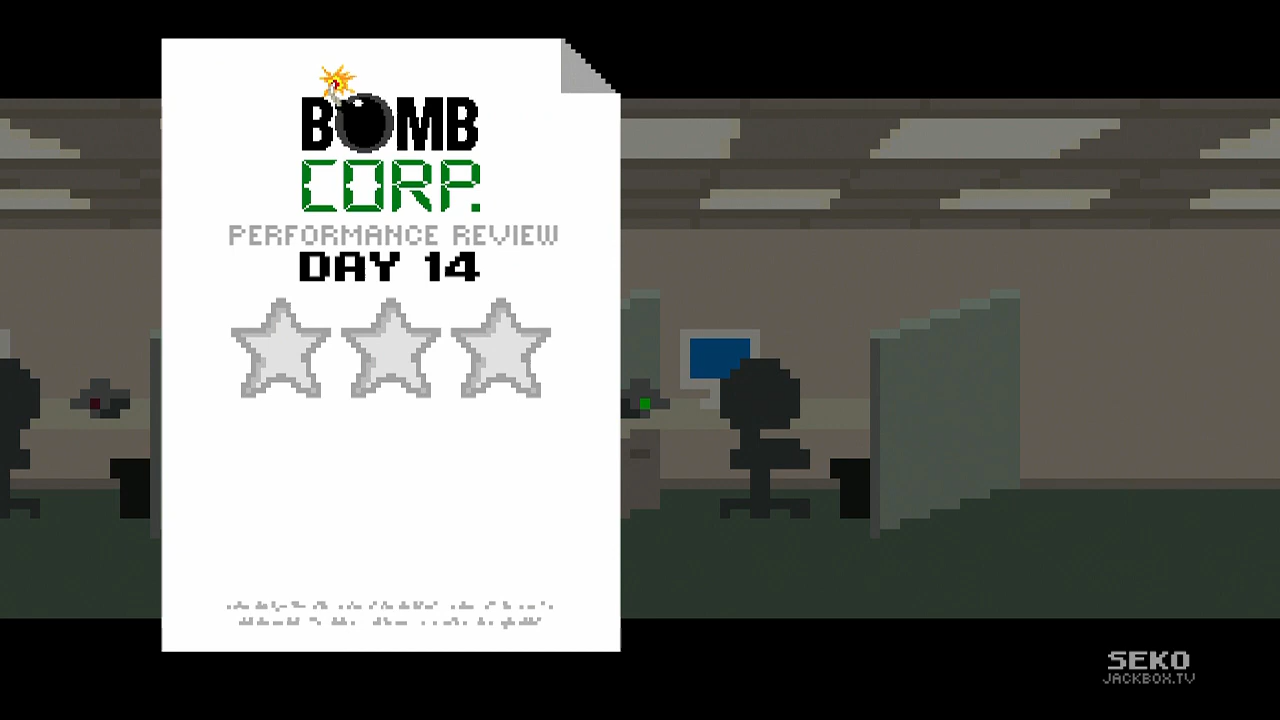 BOMB
CORP.
PERFORMANCE REVIEW
DAY 14
SEKO
JACKBOX.TV